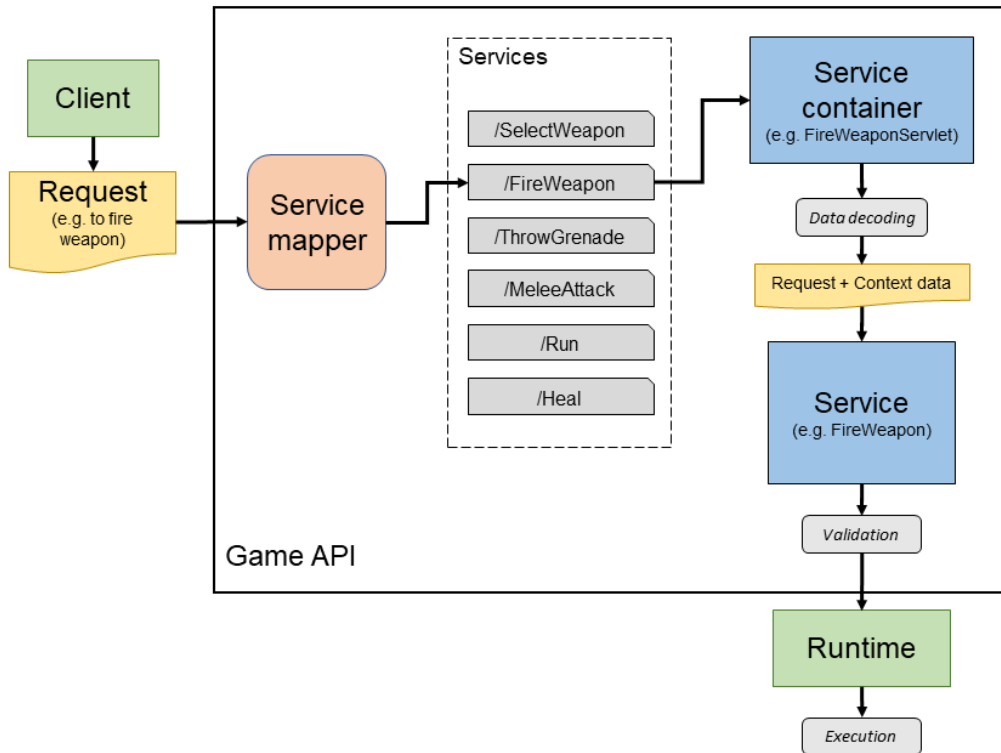 Client
Request
(e.g. to fire
weapon)
Service
mapper
Services
/SelectWeapon
/FireWeapon
/ThrowGrenade
/MeleeAttack
/Run
/Heal
Service
container
(e.g. FireWeaponServlet)
Data decoding
Request + Context data
Service
(e.g. FireWeapon)
Validation
Game API
Runtime
Execution